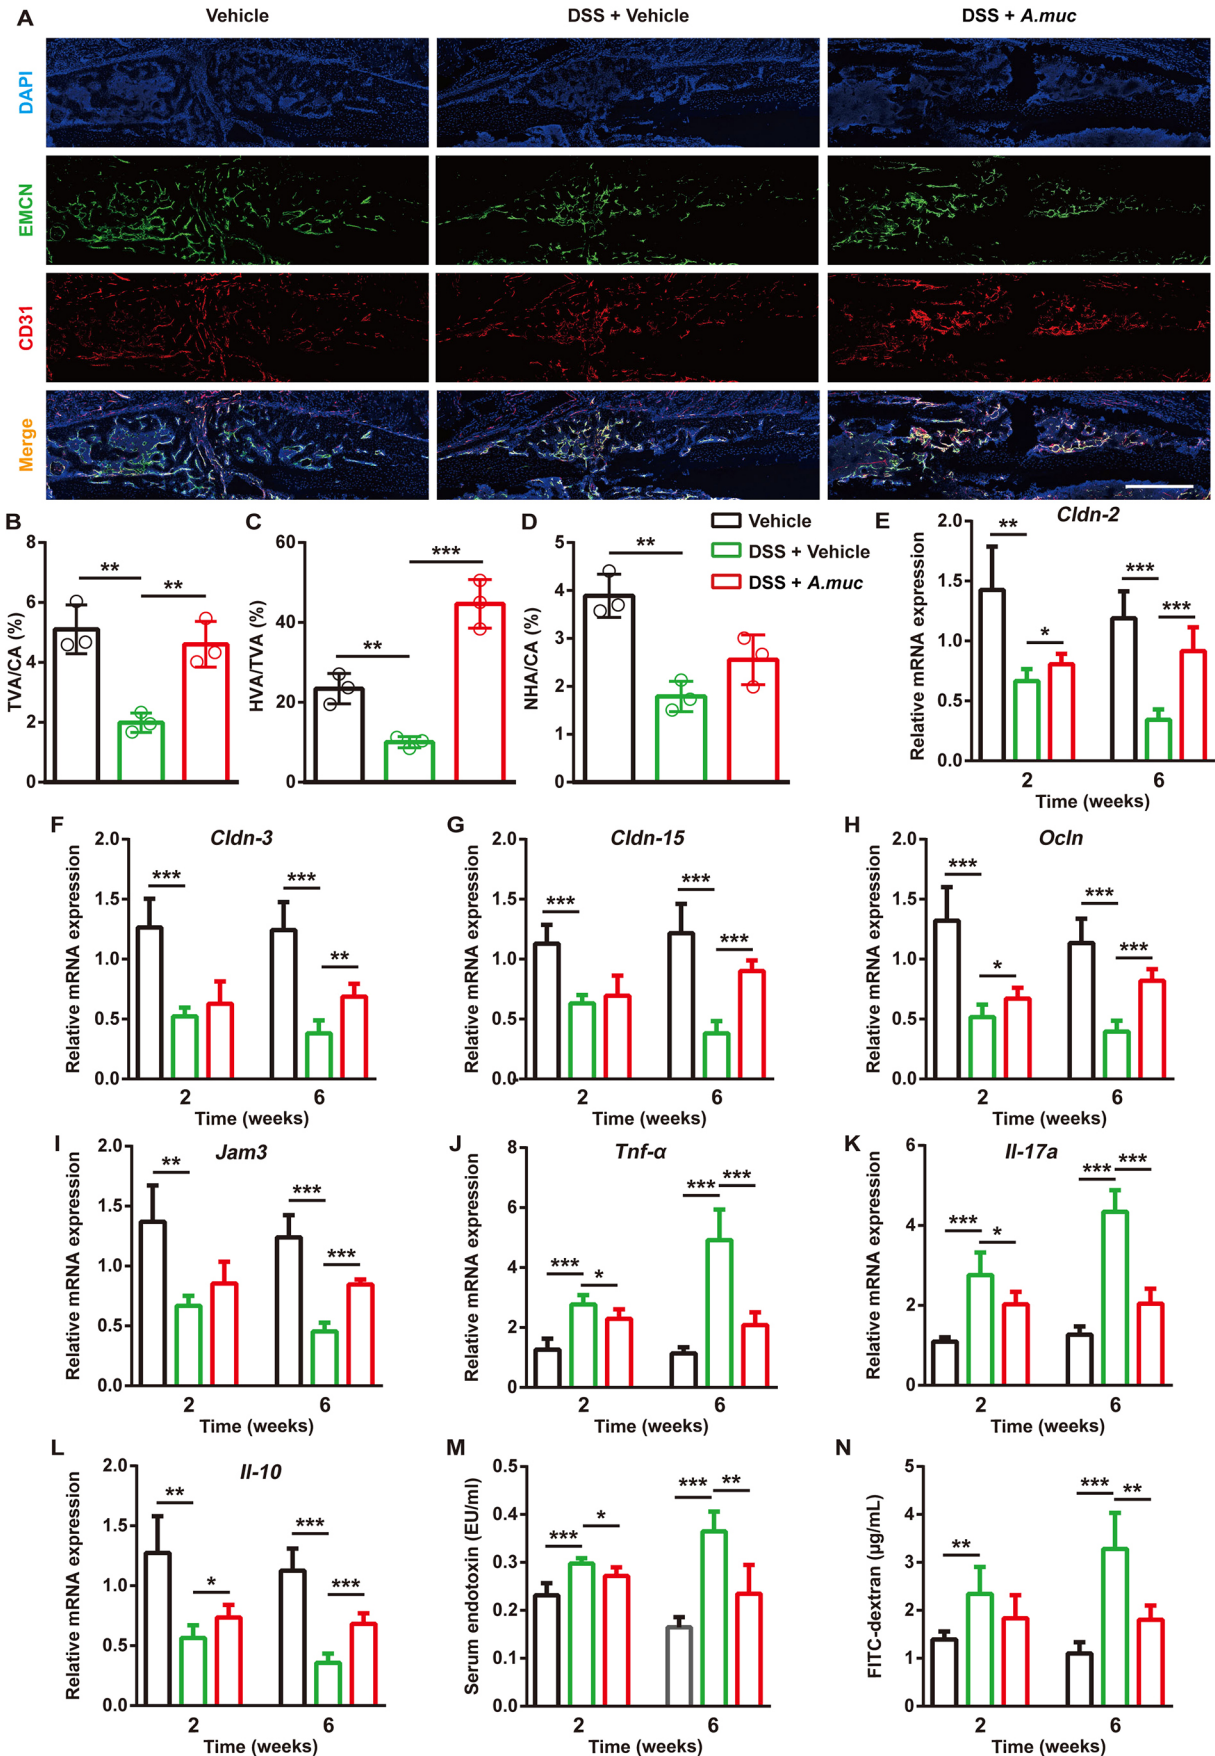 A
Vehicle
DSS + Vehicle
DSS + A.muc
DAPI
EMCN
CD31
Merge
B
TVA/CA (%)
8
6
4
2
0
**
**
C
HVA/TVA (%)
60
40
20
0
**
***
D
NHA/CA (%)
5
4
3
2
1
0
**
Vehicle
DSS + Vehicle
DSS + A.muc
E
Cldn-2
Relative mRNA expression
2.0
1.5
1.0
0.5
0.0
**
*
***
***
2
6
Time (weeks)
F
Cldn-3
Relative mRNA expression
2.0
1.5
1.0
0.5
0.0
***
***
**
2
6
Time (weeks)
G
Cldn-15
Relative mRNA expression
2.0
1.5
1.0
0.5
0.0
***
***
***
2
6
Time (weeks)
H
Ocln
Relative mRNA expression
2.0
1.5
1.0
0.5
0.0
***
*
***
***
2
6
Time (weeks)
I
Jam3
Relative mRNA expression
2.0
1.5
1.0
0.5
0.0
**
***
***
2
6
Time (weeks)
J
Tnf-α
Relative mRNA expression
8
6
4
2
0
***
*
***
***
2
6
Time (weeks)
K
Il-17a
Relative mRNA expression
6
4
2
0
***
*
***
***
2
6
Time (weeks)
L
Il-10
Relative mRNA expression
2.0
1.5
1.0
0.5
0.0
**
*
***
***
2
6
Time (weeks)
M
Serum endotoxin (EU/ml)
0.5
0.4
0.3
0.2
0.1
0.0
***
*
***
**
2
6
Time (weeks)
N
FITC-dextran (μg/mL)
5
4
3
2
1
0
**
***
**
2
6
Time (weeks)